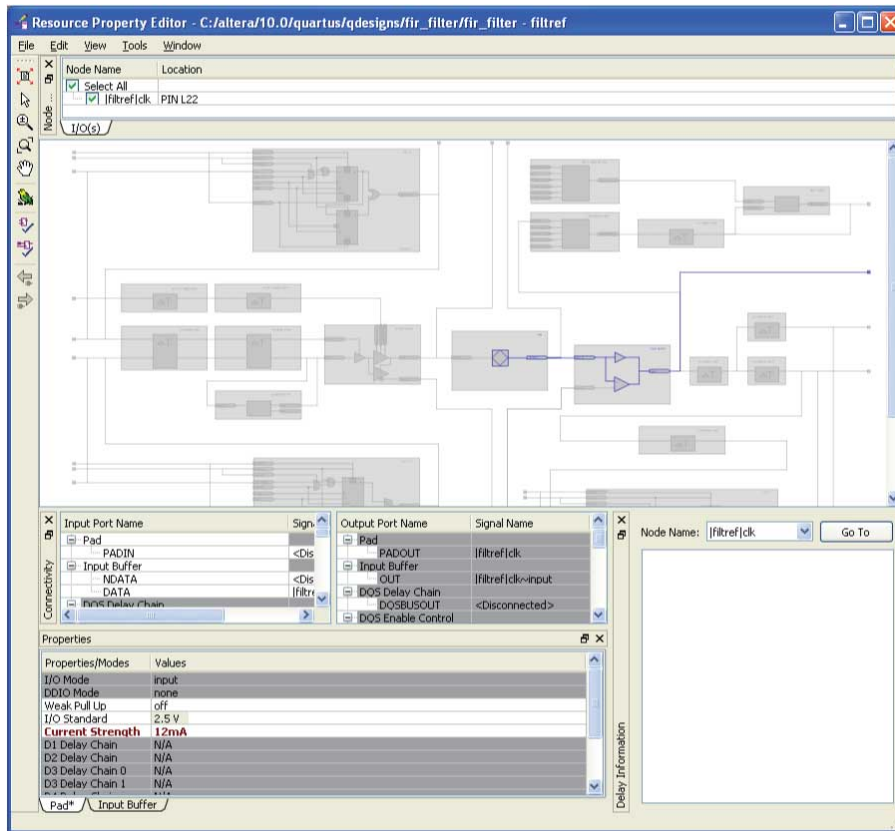 Resource Property Editor - C:/altera/10.0/quartus/qdesigns/fir_filter/fir_filter - filtref
File Edit View Tools Window
Node ...
Node Name Location
Select All
|filtref|clk PIN L22
I/O(s)
Connectivity
Input Port Name Sign
Pad
PADIN <Dis
Input Buffer
NDATA <Dis
DATA |filtre
DQS Delay Chain
Output Port Name Signal Name
Pad
PADOUT |filtref|clk
Input Buffer
OUT |filtref|clk~input
DQS Delay Chain
DQSBUSOUT <Disconnected>
DQS Enable Control
Delay Information
Node Name: |filtref|clk Go To
Properties
Properties/Modes Values
I/O Mode input
DDIO Mode none
Weak Pull Up off
I/O Standard 2.5 V
Current Strength 12mA
D1 Delay Chain N/A
D2 Delay Chain N/A
D3 Delay Chain 0 N/A
D3 Delay Chain 1 N/A
Pad* Input Buffer